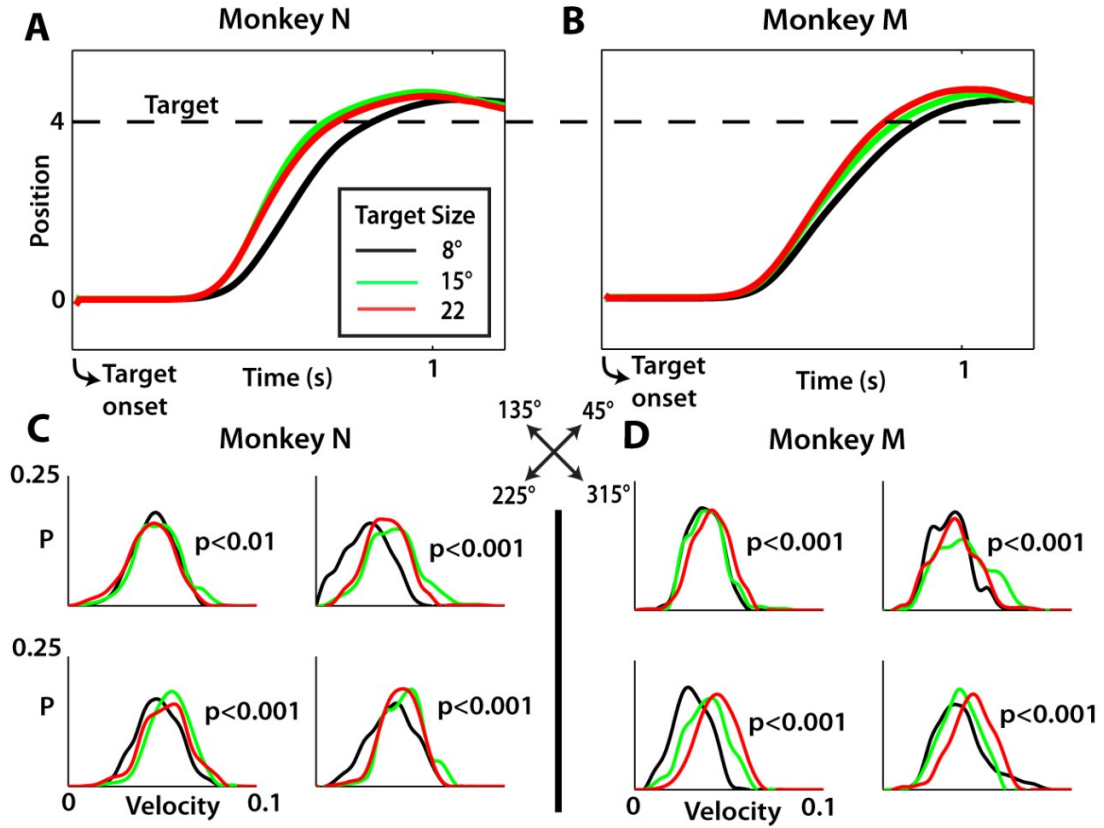 A
Monkey N
Target
4
Position
0
Target Size
8°
15°
22
Target
onset
Time (s)
1
B
Monkey M
Target
onset
Time (s)
1
135°
45°
225°
315°
C
Monkey N
0.25
P
p<0.01
p<0.001
0.25
P
p<0.001
p<0.001
0
Velocity
0.1
D
Monkey M
p<0.001
p<0.001
p<0.001
p<0.001
0
Velocity
0.1